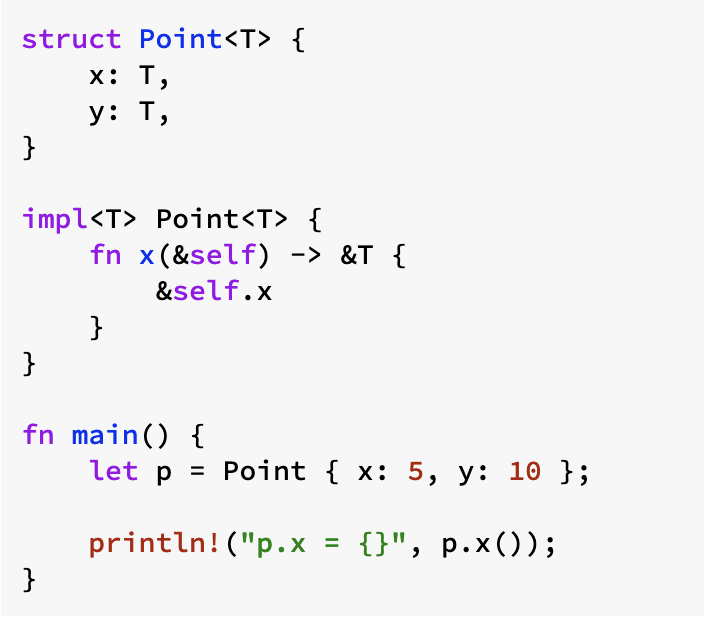 struct Point<T> {
    x: T,
    y: T,
}

impl<T> Point<T> {
    fn x(&self) -> &T {
        &self.x
    }
}

fn main() {
    let p = Point { x: 5, y: 10 };

    println!("p.x = {}", p.x());
}